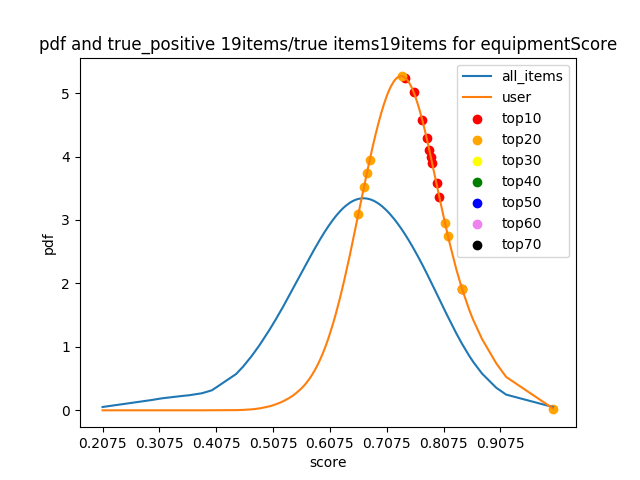 pdf and true_positive 19items/true items19items for equipmentScore
all_items
user
top10
top20
top30
top40
top50
top60
top70
5
4
3
2
1
0
pdf
0.2075 0.3075 0.4075 0.5075 0.6075 0.7075 0.8075 0.9075
score